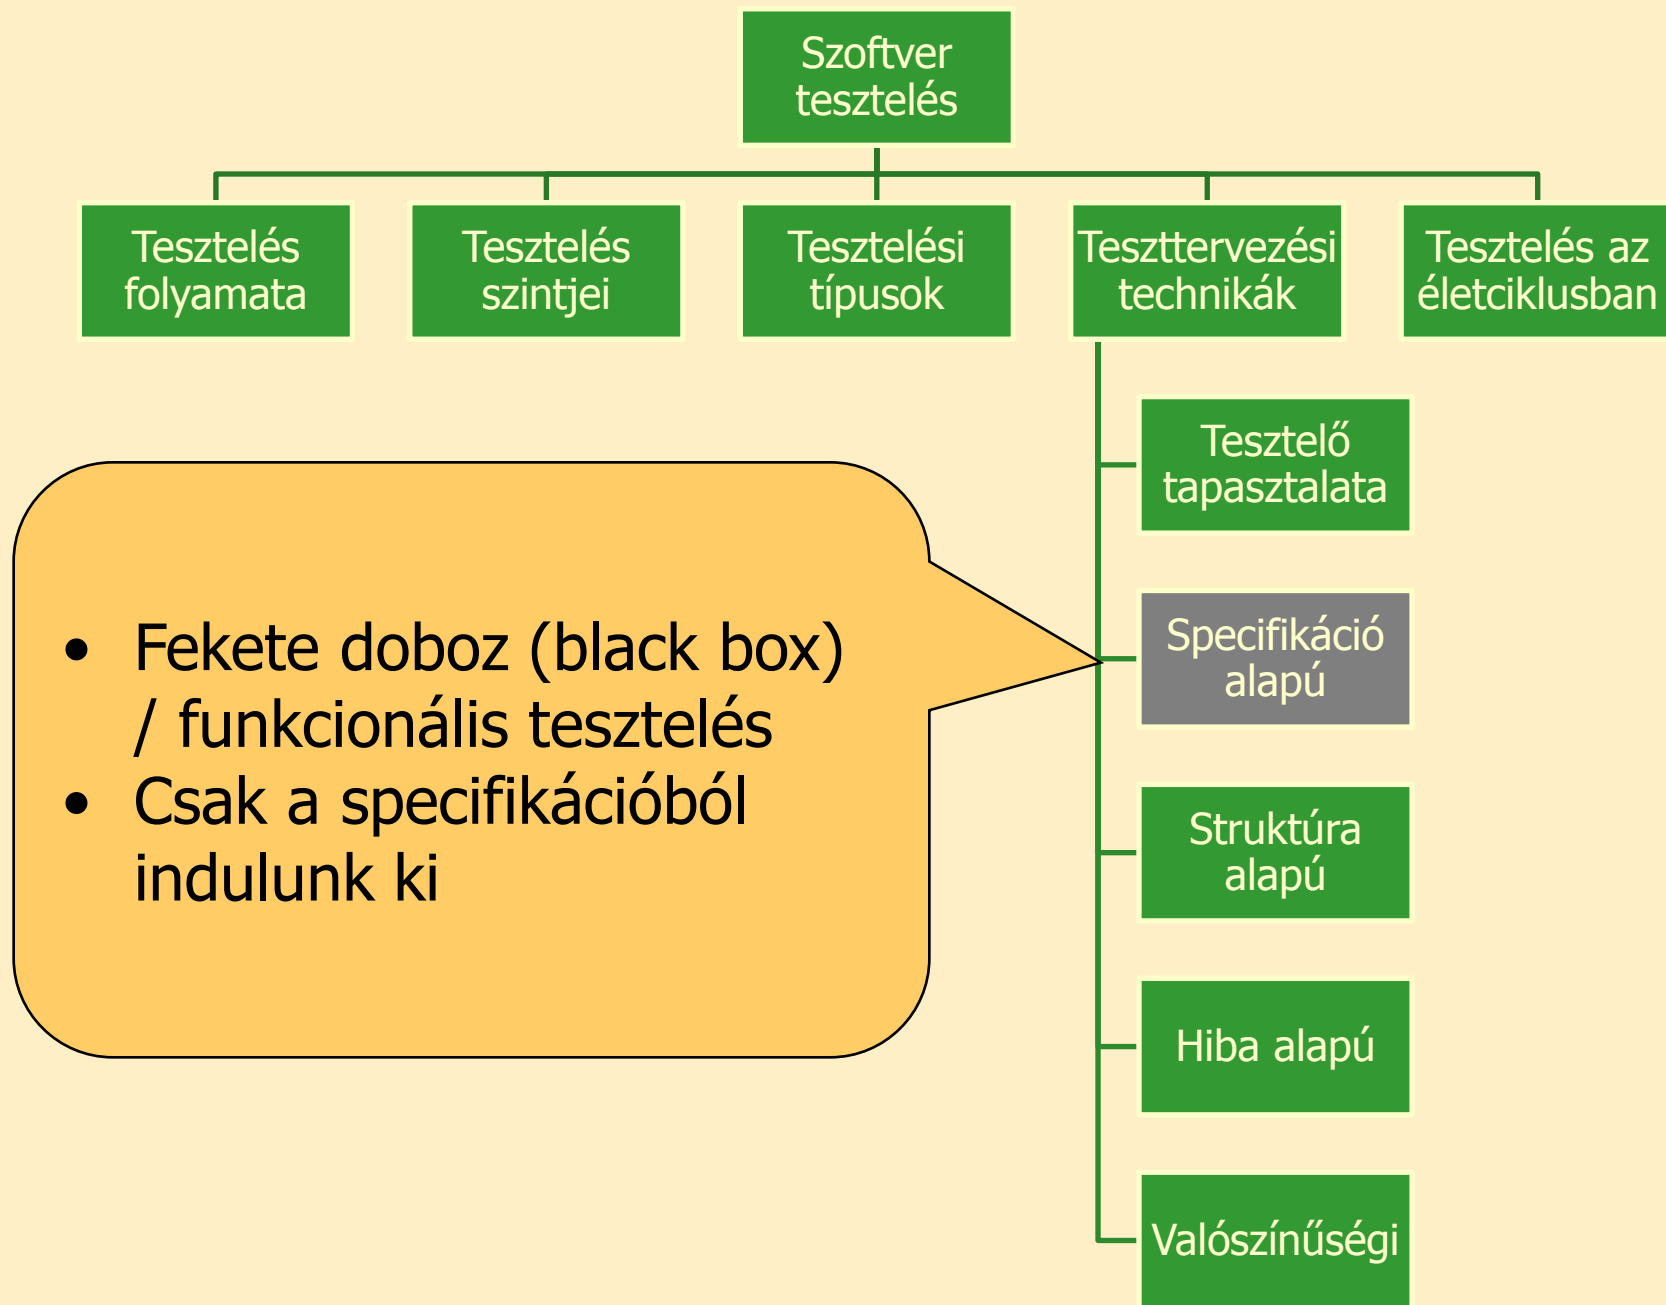 Szoftver
tesztelés
Tesztelés
folyamata
Tesztelés
szintjei
Tesztelési
típusok
Teszttervezési
technikák
Tesztelés az
életciklusban
Tesztelő
tapasztalata
• Fekete doboz (black box)
/ funkcionális tesztelés
• Csak a specifikációból
indulunk ki
Specifikáció
alapú
Struktúra
alapú
Hiba alapú
Valószínűségi